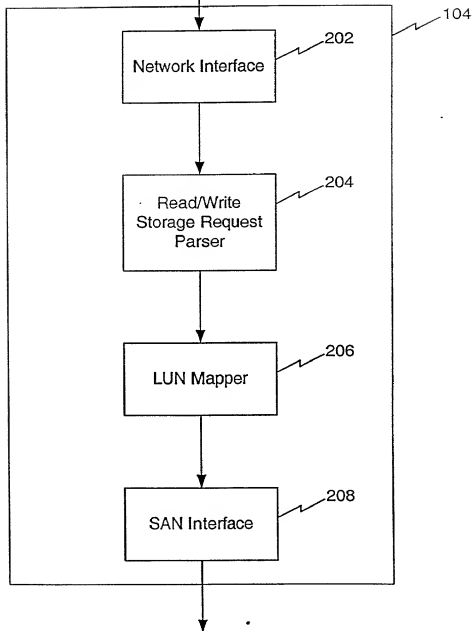 104
202
Network Interface
204
Read/Write
Storage Request
Parser
206
LUN Mapper
208
SAN Interface